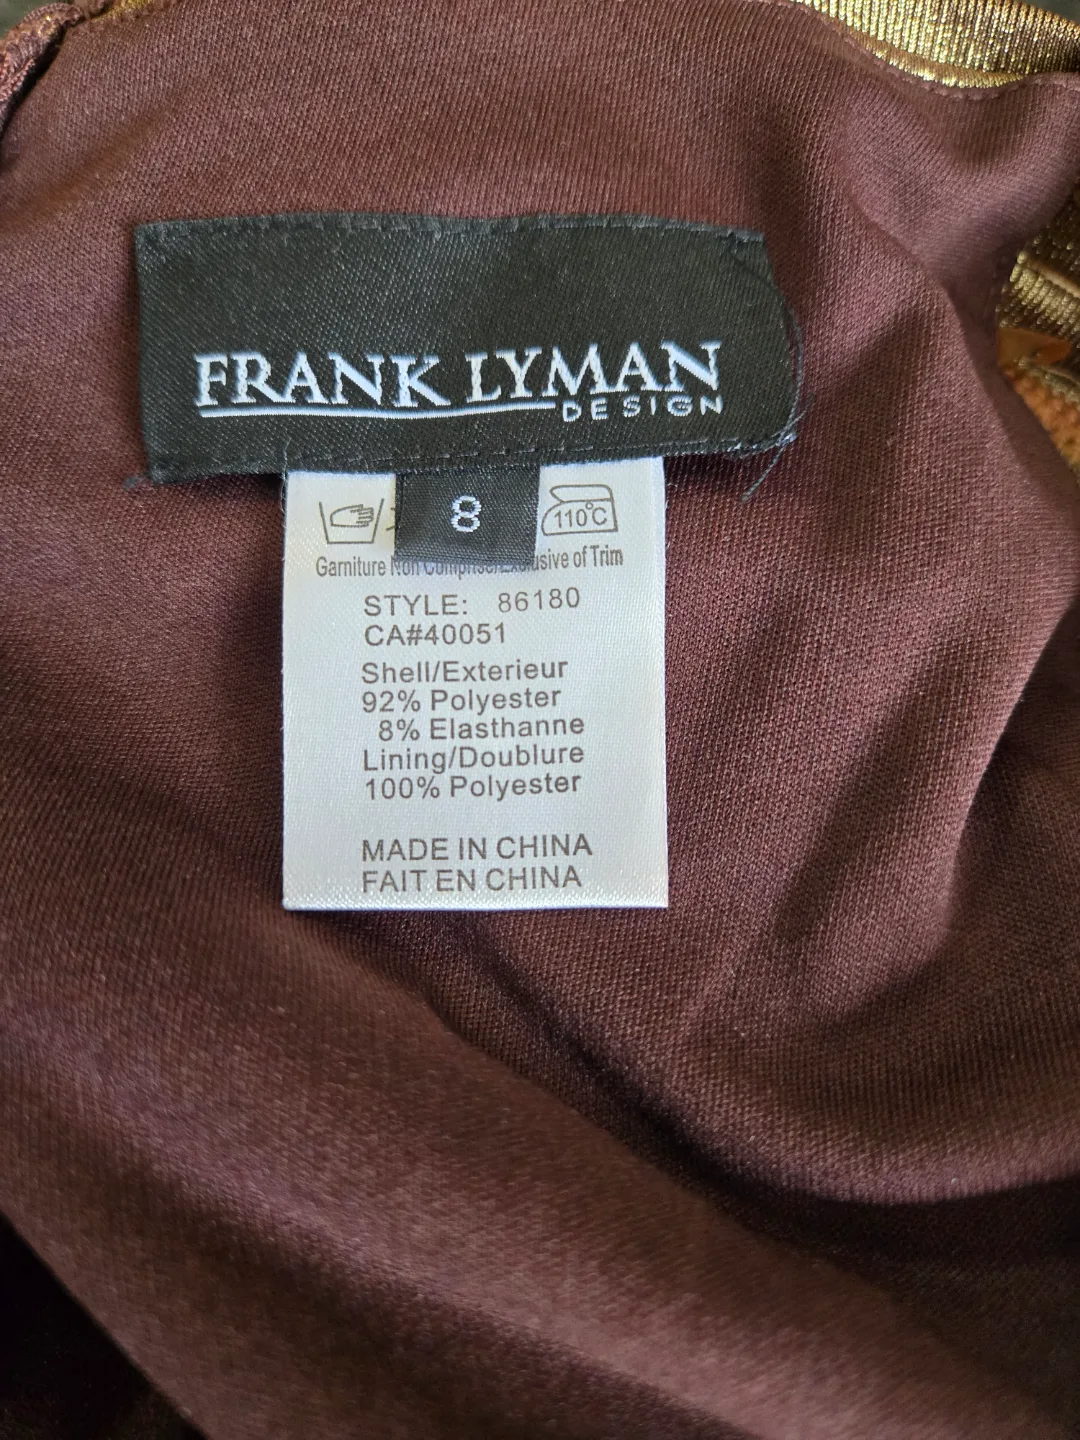 FRANK LYMAN
DESIGN
8
110°C
Garniture Non Comprise/Exclusive of Trim
STYLE: 86180
CA#40051
Shell/Exterieur
92% Polyester
8% Elasthanne
Lining/Doublure
100% Polyester
MADE IN CHINA
FAIT EN CHINA